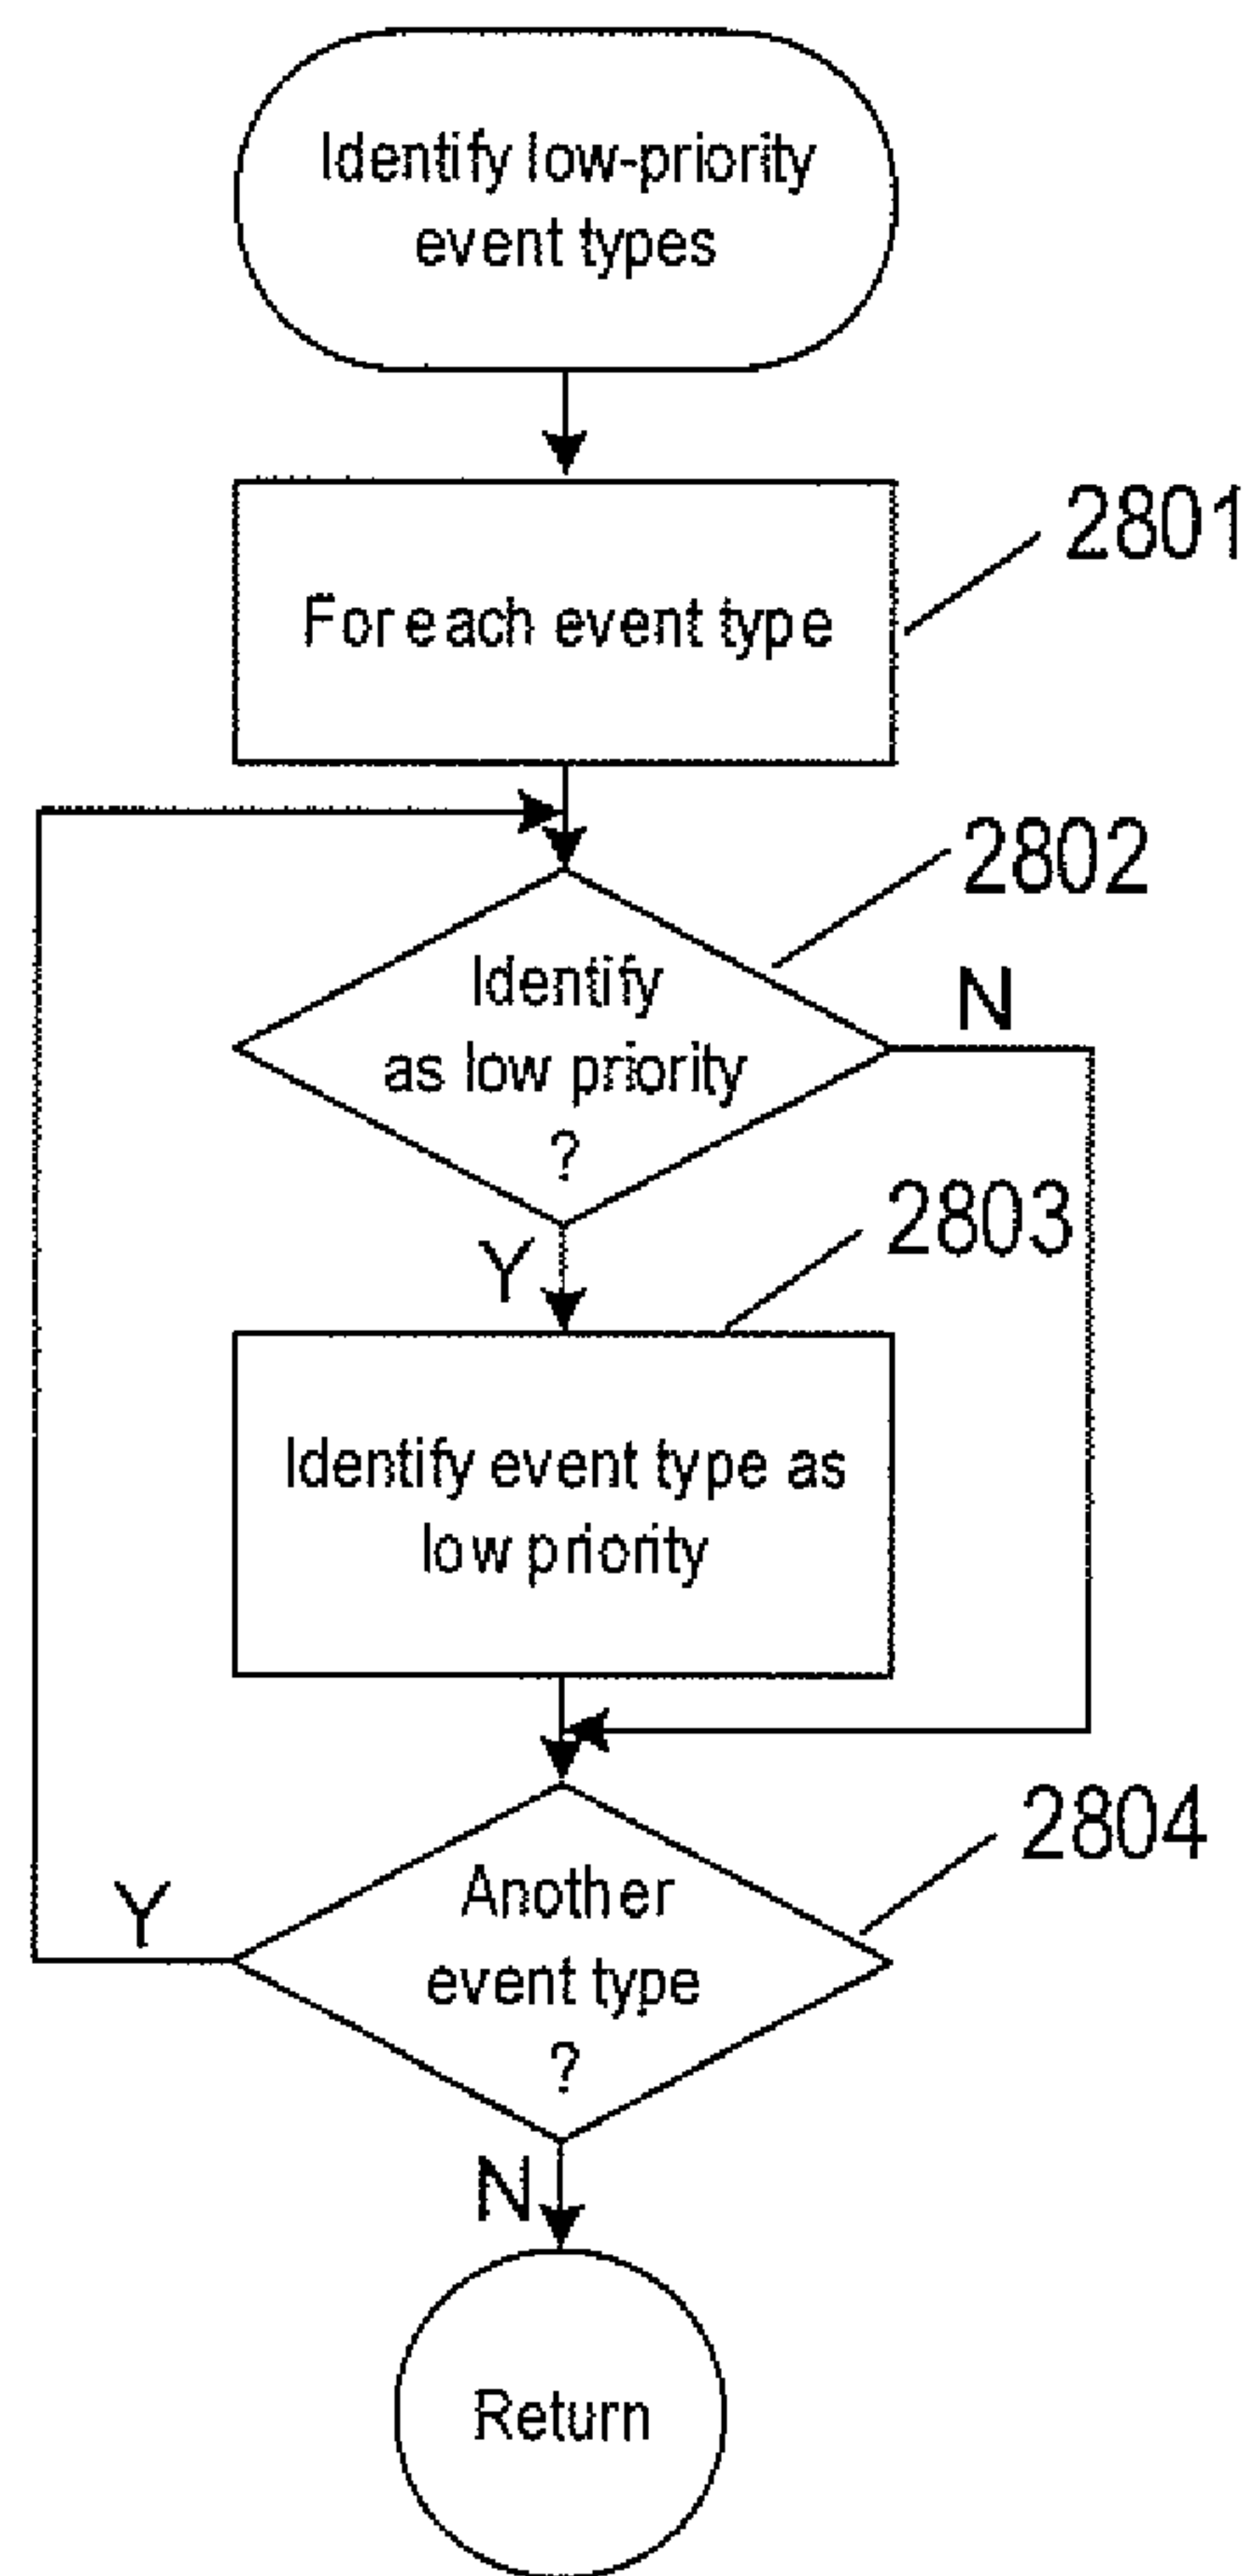 Identify low-priority
event types
2801
For each event type
2802
Identify
as low priority
?
N
Y
2803
Identify event type as
low priority
2804
Another
event type
?
Y
N
Return